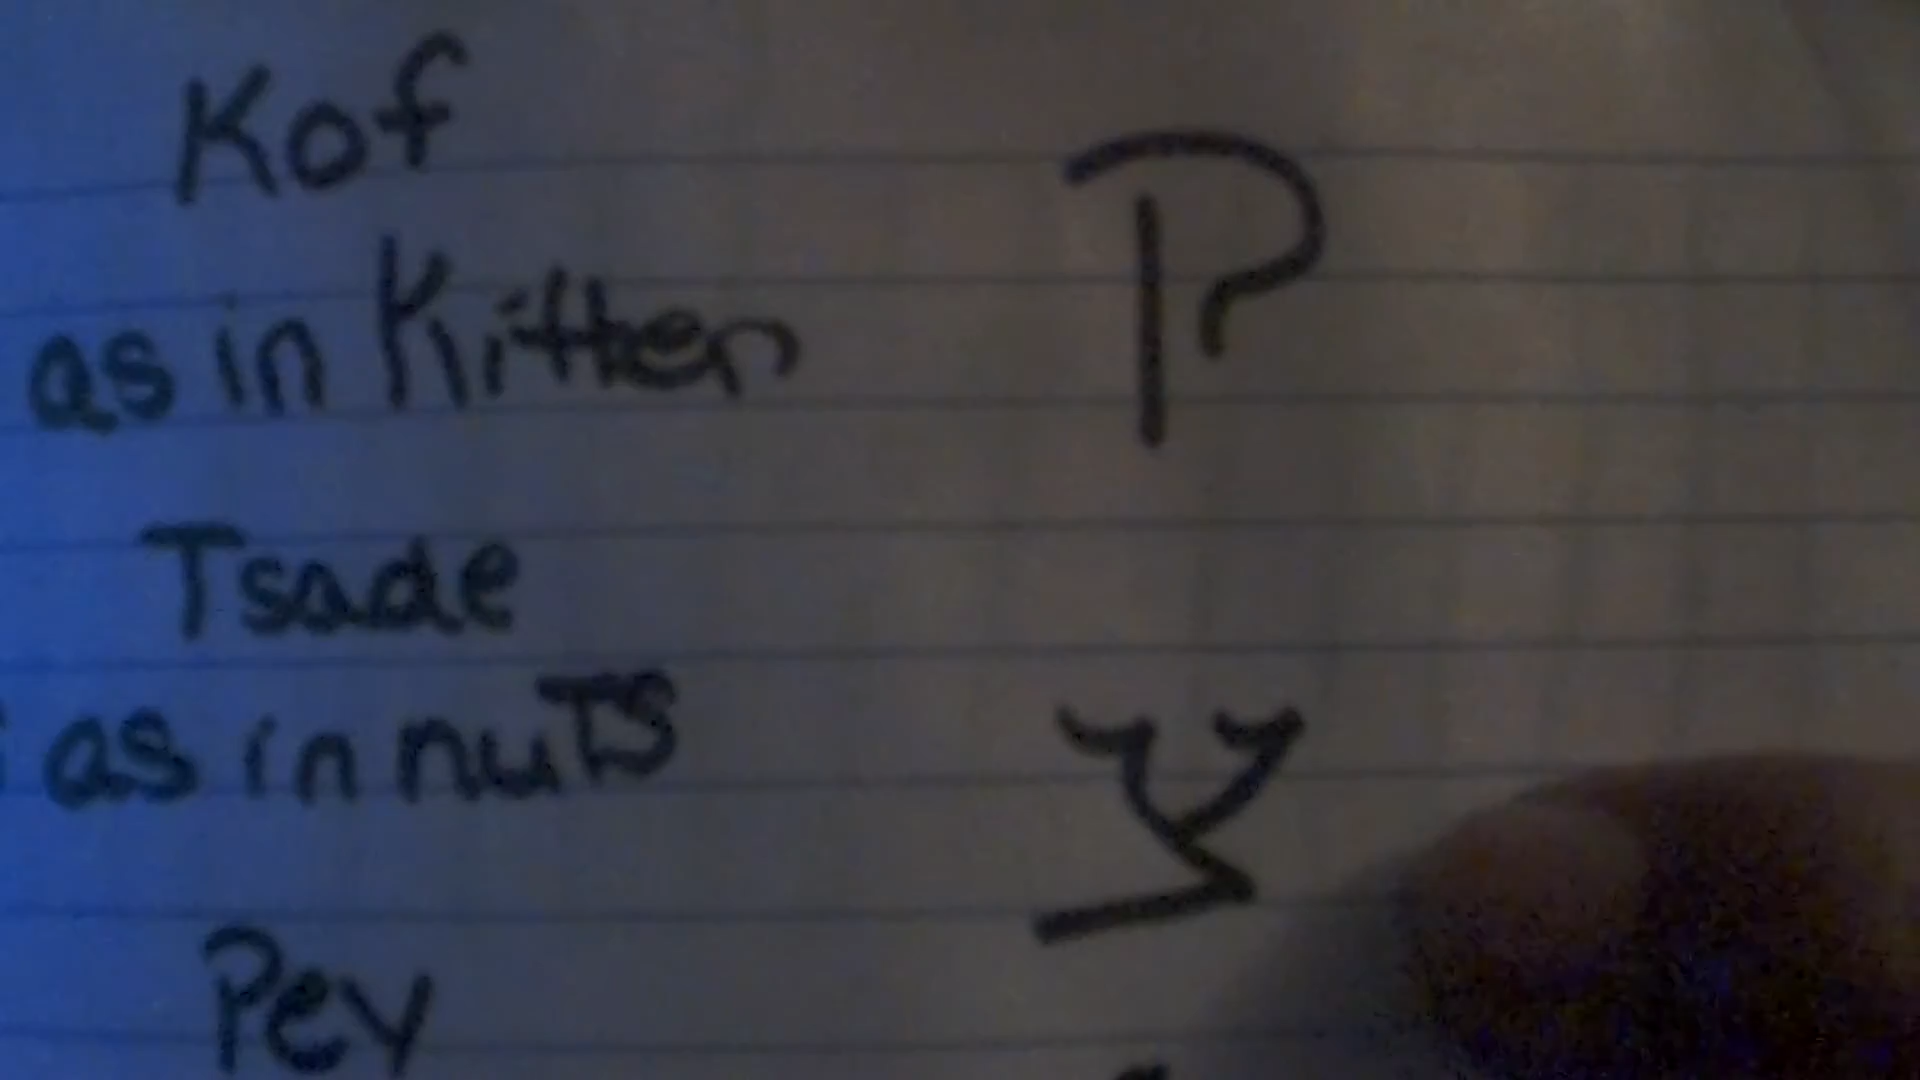 Kof ק
as in Kitten
Tsade
as in nuTS צ
Pey